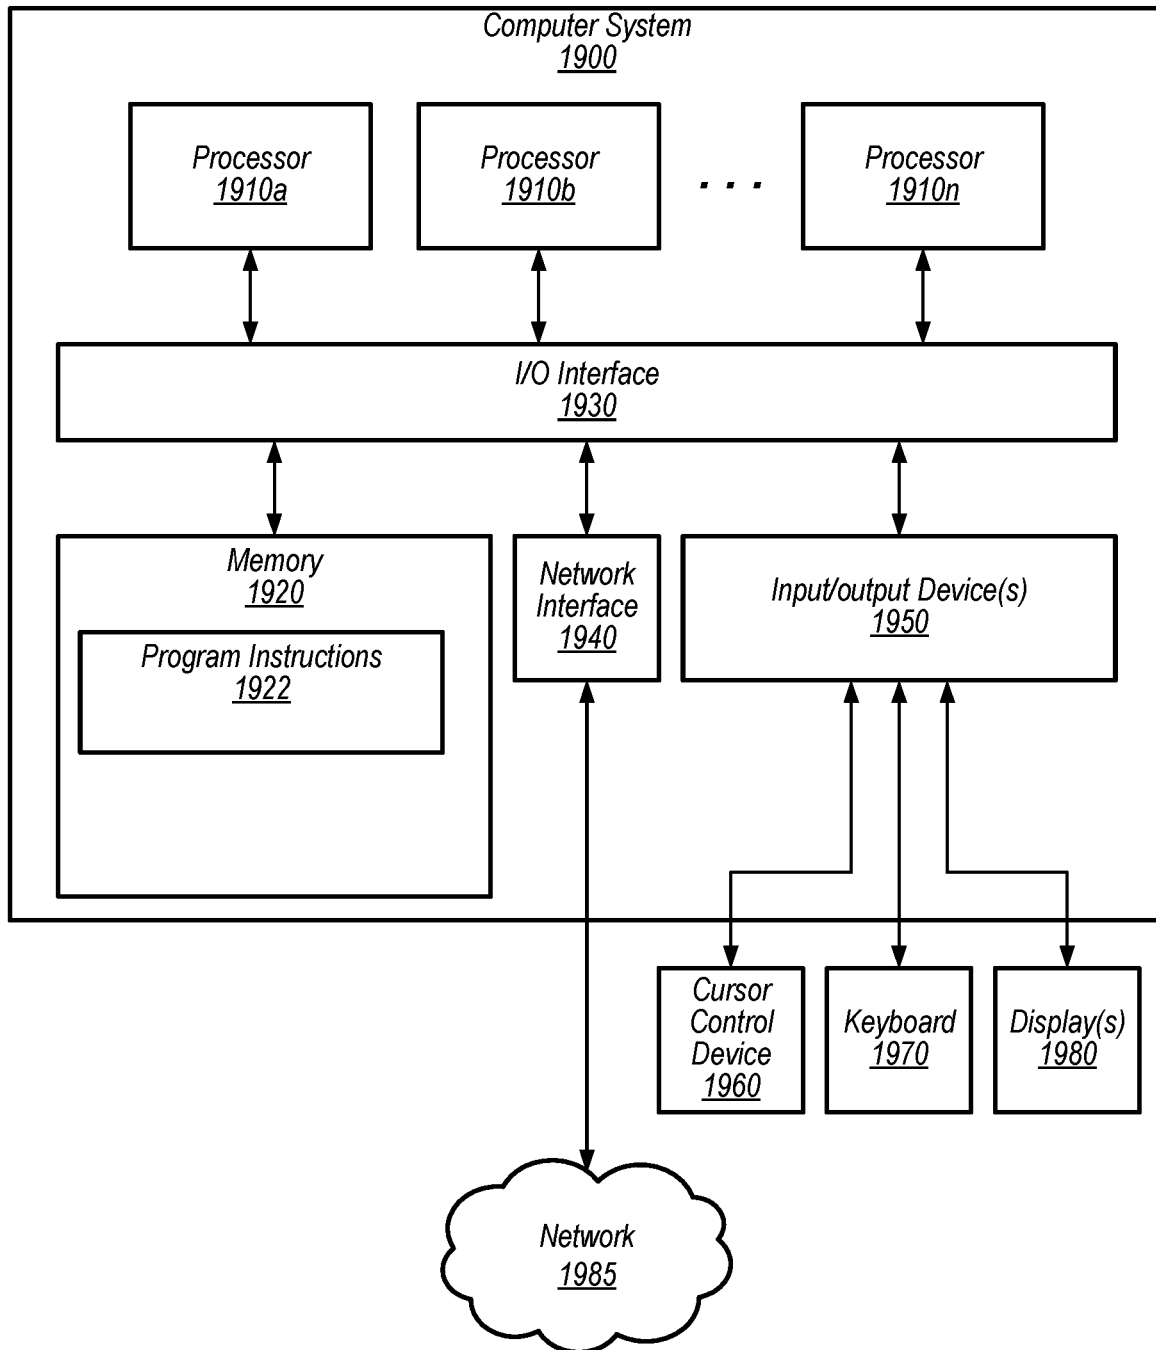 Computer System
1900
Processor
1910a
Processor
1910b
. . .
Processor
1910n
I/O Interface
1930
Memory
1920
Program Instructions
1922
Network
Interface
1940
Input/output Device(s)
1950
Cursor
Control
Device
1960
Keyboard
1970
Display(s)
1980
Network
1985